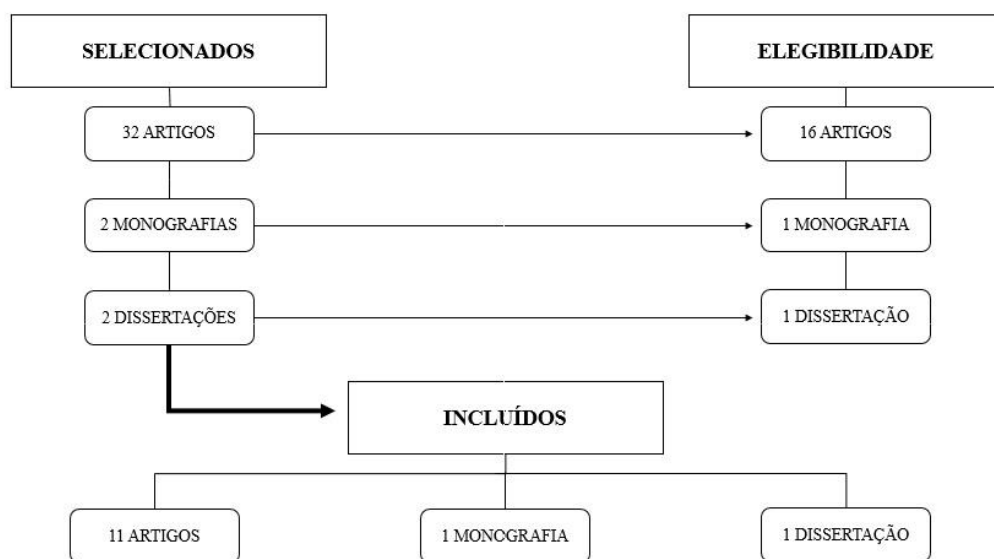 SELECIONADOS
ELEGIBILIDADE
32 ARTIGOS
16 ARTIGOS
2 MONOGRAFIAS
1 MONOGRAFIA
2 DISSERTAÇÕES
1 DISSERTAÇÃO
INCLUÍDOS
11 ARTIGOS
1 MONOGRAFIA
1 DISSERTAÇÃO